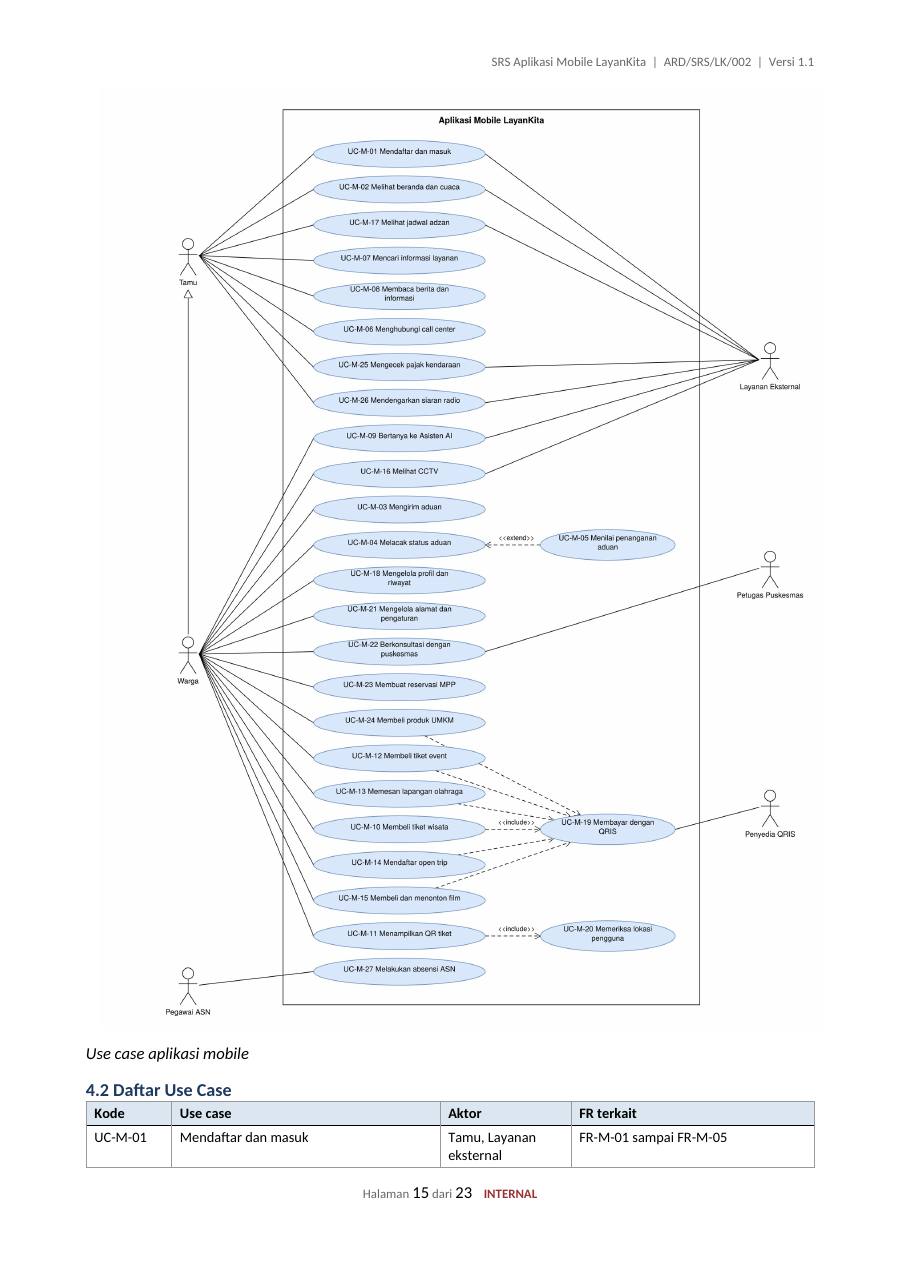 SRS Aplikasi Mobile LayanKita | ARD/SRS/LK/002 | Versi 1.1
Aplikasi Mobile LayanKita
UC-M-01 Mendaftar dan masuk
UC-M-02 Melihat beranda dan cuaca
UC-M-17 Melihat jadwal adzan
Tamu
UC-M-07 Mencari informasi layanan
UC-M-08 Membaca berita dan
informasi
UC-M-06 Menghubungi call center
UC-M-25 Mengecek pajak kendaraan
Layanan Eksternal
UC-M-26 Mendengarkan siaran radio
UC-M-09 Bertanya ke Asisten AI
UC-M-16 Melihat CCTV
UC-M-03 Mengirim aduan
UC-M-04 Melacak status aduan
<<extend>>
UC-M-05 Menilai penanganan
aduan
UC-M-18 Mengelola profil dan
riwayat
Petugas Puskesmas
UC-M-21 Mengelola alamat dan
pengaturan
UC-M-22 Berkonsultasi dengan
puskesmas
Warga
UC-M-23 Membuat reservasi MPP
UC-M-24 Membeli produk UMKM
UC-M-12 Membeli tiket event
UC-M-13 Memesan lapangan olahraga
UC-M-10 Membeli tiket wisata
<<include>>
UC-M-19 Membayar dengan
QRIS
Penyedia QRIS
UC-M-14 Mendaftar open trip
UC-M-15 Membeli dan menonton film
UC-M-11 Menampilkan QR tiket
<<include>>
UC-M-20 Memeriksa lokasi
pengguna
UC-M-27 Melakukan absensi ASN
Pegawai ASN
Use case aplikasi mobile
4.2 Daftar Use Case
Kode Use case Aktor FR terkait
UC-M-01 Mendaftar dan masuk Tamu, Layanan FR-M-01 sampai FR-M-05
eksternal
Halaman 15 dari 23 INTERNAL